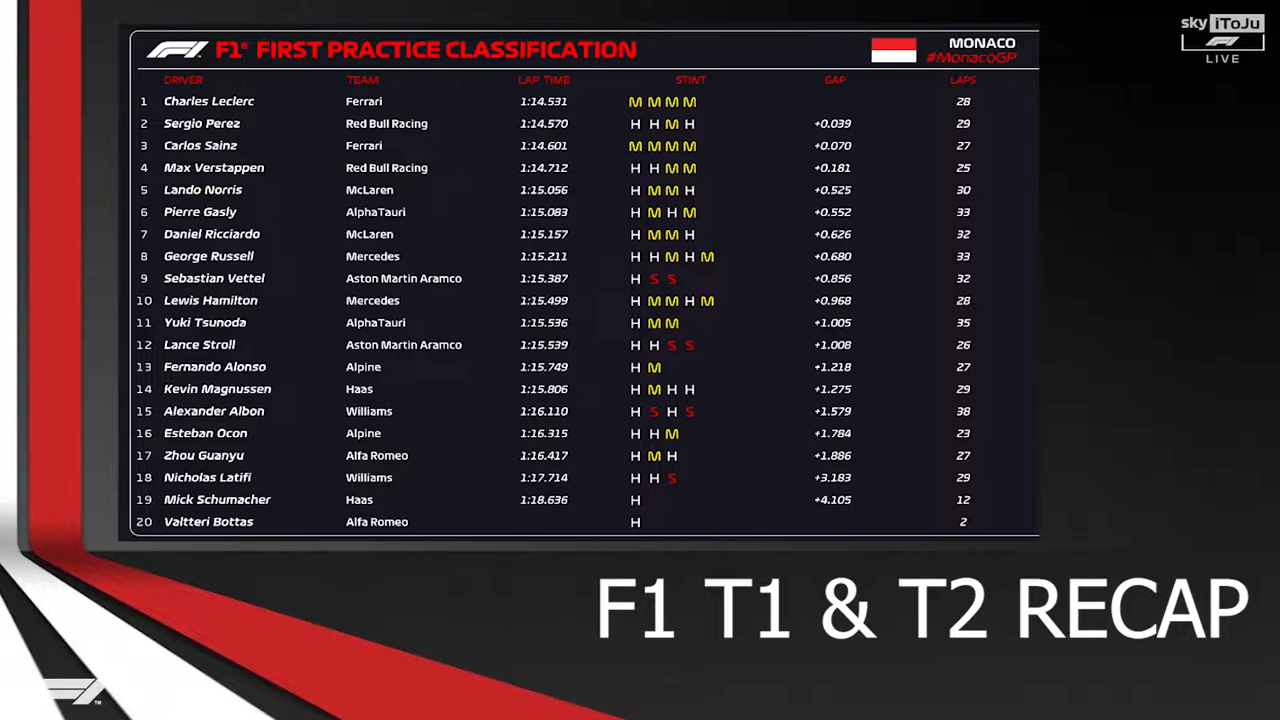 sky iToJu
F1
LIVE
F1 F1® FIRST PRACTICE CLASSIFICATION MONACO
#MonacoGP
DRIVER TEAM LAP TIME STINT GAP LAPS
1 Charles Leclerc Ferrari 1:14.531 M M M M 28
2 Sergio Perez Red Bull Racing 1:14.570 H H M H +0.039 29
3 Carlos Sainz Ferrari 1:14.601 M M M M +0.070 27
4 Max Verstappen Red Bull Racing 1:14.712 H H M M +0.181 25
5 Lando Norris McLaren 1:15.056 H M M H +0.525 30
6 Pierre Gasly AlphaTauri 1:15.083 H M H M +0.552 33
7 Daniel Ricciardo McLaren 1:15.157 H M M H +0.626 32
8 George Russell Mercedes 1:15.211 H H M H M +0.680 33
9 Sebastian Vettel Aston Martin Aramco 1:15.387 H S S +0.856 32
10 Lewis Hamilton Mercedes 1:15.499 H M M H M +0.968 28
11 Yuki Tsunoda AlphaTauri 1:15.536 H M M +1.005 35
12 Lance Stroll Aston Martin Aramco 1:15.539 H H S S +1.008 26
13 Fernando Alonso Alpine 1:15.749 H M +1.218 27
14 Kevin Magnussen Haas 1:15.806 H M H H +1.275 29
15 Alexander Albon Williams 1:16.110 H S H S +1.579 38
16 Esteban Ocon Alpine 1:16.315 H H M +1.784 23
17 Zhou Guanyu Alfa Romeo 1:16.417 H M H +1.886 27
18 Nicholas Latifi Williams 1:17.714 H H S +3.183 29
19 Mick Schumacher Haas 1:18.636 H +4.105 12
20 Valtteri Bottas Alfa Romeo H 2
F1 T1 & T2 RECAP
F1